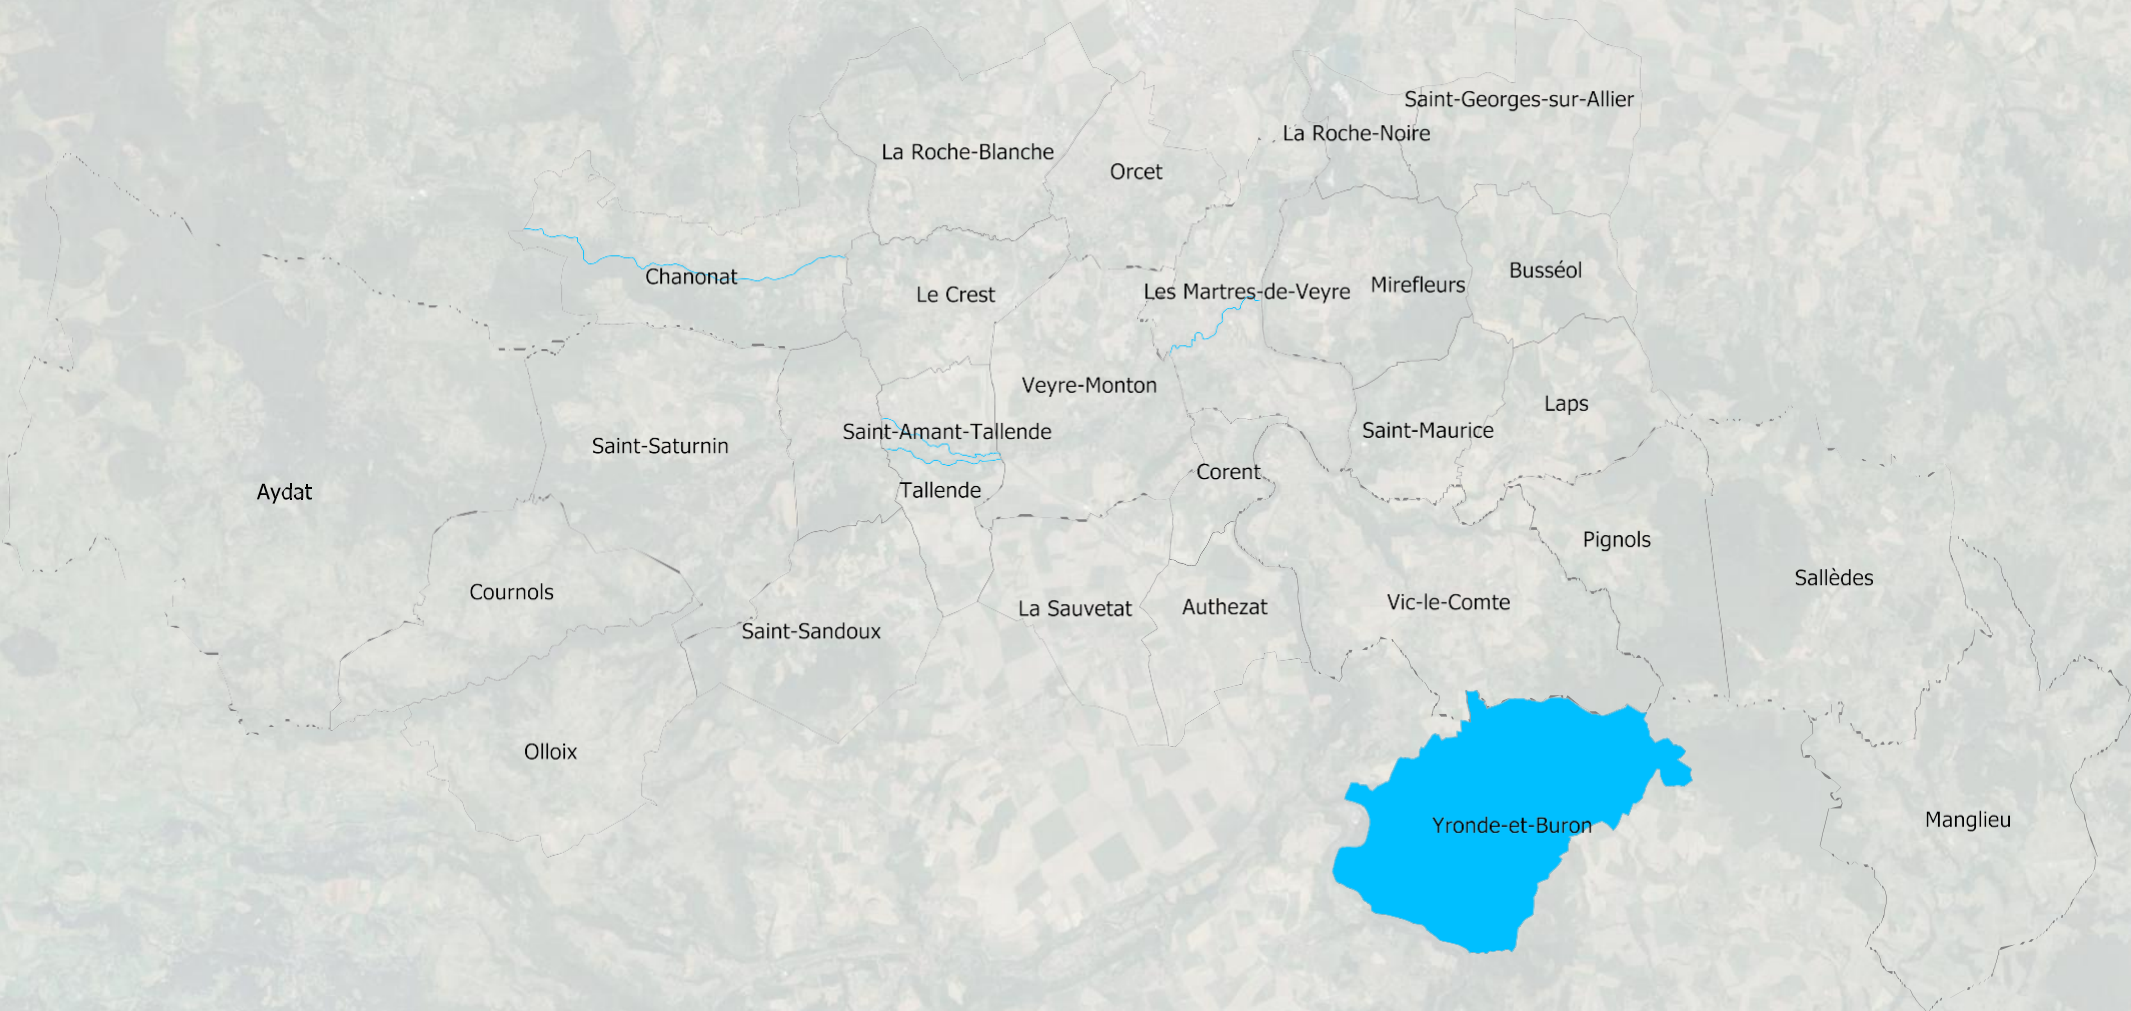 Saint-Georges-sur-Allier
La Roche-Noire
La Roche-Blanche
Orcet
Busséol
Chanonat
Mirefleurs
Les Martres-de-Veyre
Le Crest
Veyre-Monton
Laps
Saint-Maurice
Saint-Amant-Tallende
Saint-Saturnin
Corent
Tallende
Aydat
Pignols
Sallèdes
Cournols
Vic-le-Comte
Authezat
La Sauvetat
Saint-Sandoux
Olloix
Manglieu
Yronde-et-Buron